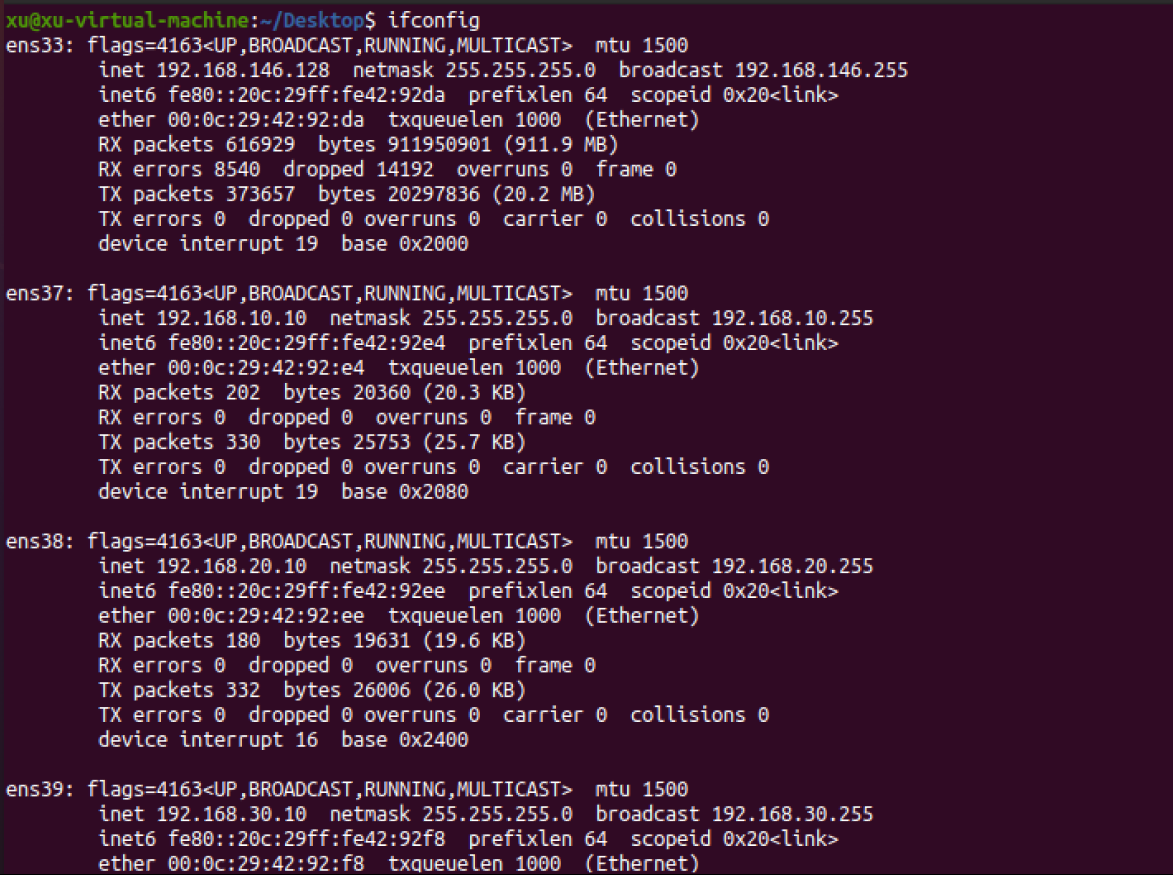 xu@xu-virtual-machine:~/Desktop$ ifconfig
ens33: flags=4163<UP,BROADCAST,RUNNING,MULTICAST>  mtu 1500
        inet 192.168.146.128  netmask 255.255.255.0  broadcast 192.168.146.255
        inet6 fe80::20c:29ff:fe42:92da  prefixlen 64  scopeid 0x20<link>
        ether 00:0c:29:42:92:da  txqueuelen 1000  (Ethernet)
        RX packets 616929  bytes 911950901 (911.9 MB)
        RX errors 8540  dropped 14192  overruns 0  frame 0
        TX packets 373657  bytes 20297836 (20.2 MB)
        TX errors 0  dropped 0 overruns 0  carrier 0  collisions 0
        device interrupt 19  base 0x2000

ens37: flags=4163<UP,BROADCAST,RUNNING,MULTICAST>  mtu 1500
        inet 192.168.10.10  netmask 255.255.255.0  broadcast 192.168.10.255
        inet6 fe80::20c:29ff:fe42:92e4  prefixlen 64  scopeid 0x20<link>
        ether 00:0c:29:42:92:e4  txqueuelen 1000  (Ethernet)
        RX packets 202  bytes 20360 (20.3 KB)
        RX errors 0  dropped 0  overruns 0  frame 0
        TX packets 330  bytes 25753 (25.7 KB)
        TX errors 0  dropped 0 overruns 0  carrier 0  collisions 0
        device interrupt 19  base 0x2080

ens38: flags=4163<UP,BROADCAST,RUNNING,MULTICAST>  mtu 1500
        inet 192.168.20.10  netmask 255.255.255.0  broadcast 192.168.20.255
        inet6 fe80::20c:29ff:fe42:92ee  prefixlen 64  scopeid 0x20<link>
        ether 00:0c:29:42:92:ee  txqueuelen 1000  (Ethernet)
        RX packets 180  bytes 19631 (19.6 KB)
        RX errors 0  dropped 0  overruns 0  frame 0
        TX packets 332  bytes 26006 (26.0 KB)
        TX errors 0  dropped 0 overruns 0  carrier 0  collisions 0
        device interrupt 16  base 0x2400

ens39: flags=4163<UP,BROADCAST,RUNNING,MULTICAST>  mtu 1500
        inet 192.168.30.10  netmask 255.255.255.0  broadcast 192.168.30.255
        inet6 fe80::20c:29ff:fe42:92f8  prefixlen 64  scopeid 0x20<link>
        ether 00:0c:29:42:92:f8  txqueuelen 1000  (Ethernet)